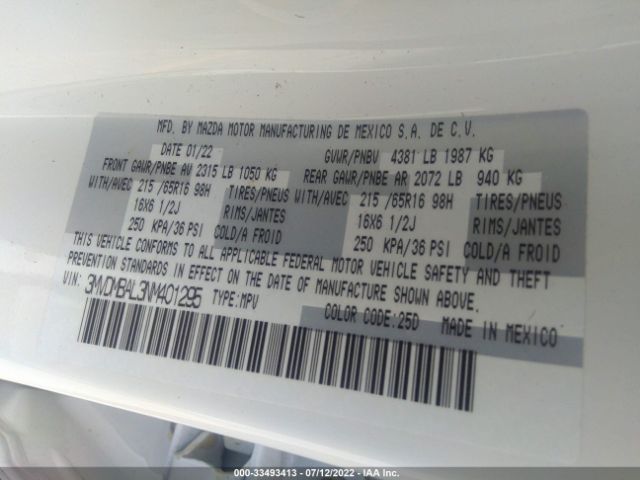 MFD. BY MAZDA MOTOR MANUFACTURING DE MEXICO S.A. DE C.V.
DATE 01/22 GVWR/PNBV 4381 LB 1987 KG
FRONT GAWR/PNBE AV 2315 LB 1050 KG REAR GAWR/PNBE AR 2072 LB 940 KG
WITH/AVEC 215 /65R16 98H TIRES/PNEUS WITH/AVEC 215 /65R16 98H TIRES/PNEUS
16X6 1/2J RIMS/JANTES 16X6 1/2J RIMS/JANTES
250 KPA/36 PSI COLD/A FROID 250 KPA/36 PSI COLD/A FROID
THIS VEHICLE CONFORMS TO ALL APPLICABLE FEDERAL MOTOR VEHICLE SAFETY AND THEFT
PREVENTION STANDARDS IN EFFECT ON THE DATE OF MANUFACTURE SHOWN ABOVE.
VIN: 3MVDMBAL3NM401295 TYPE:MPV COLOR CODE:25D MADE IN MEXICO
000-33493413 - 07/12/2022 - IAA Inc.